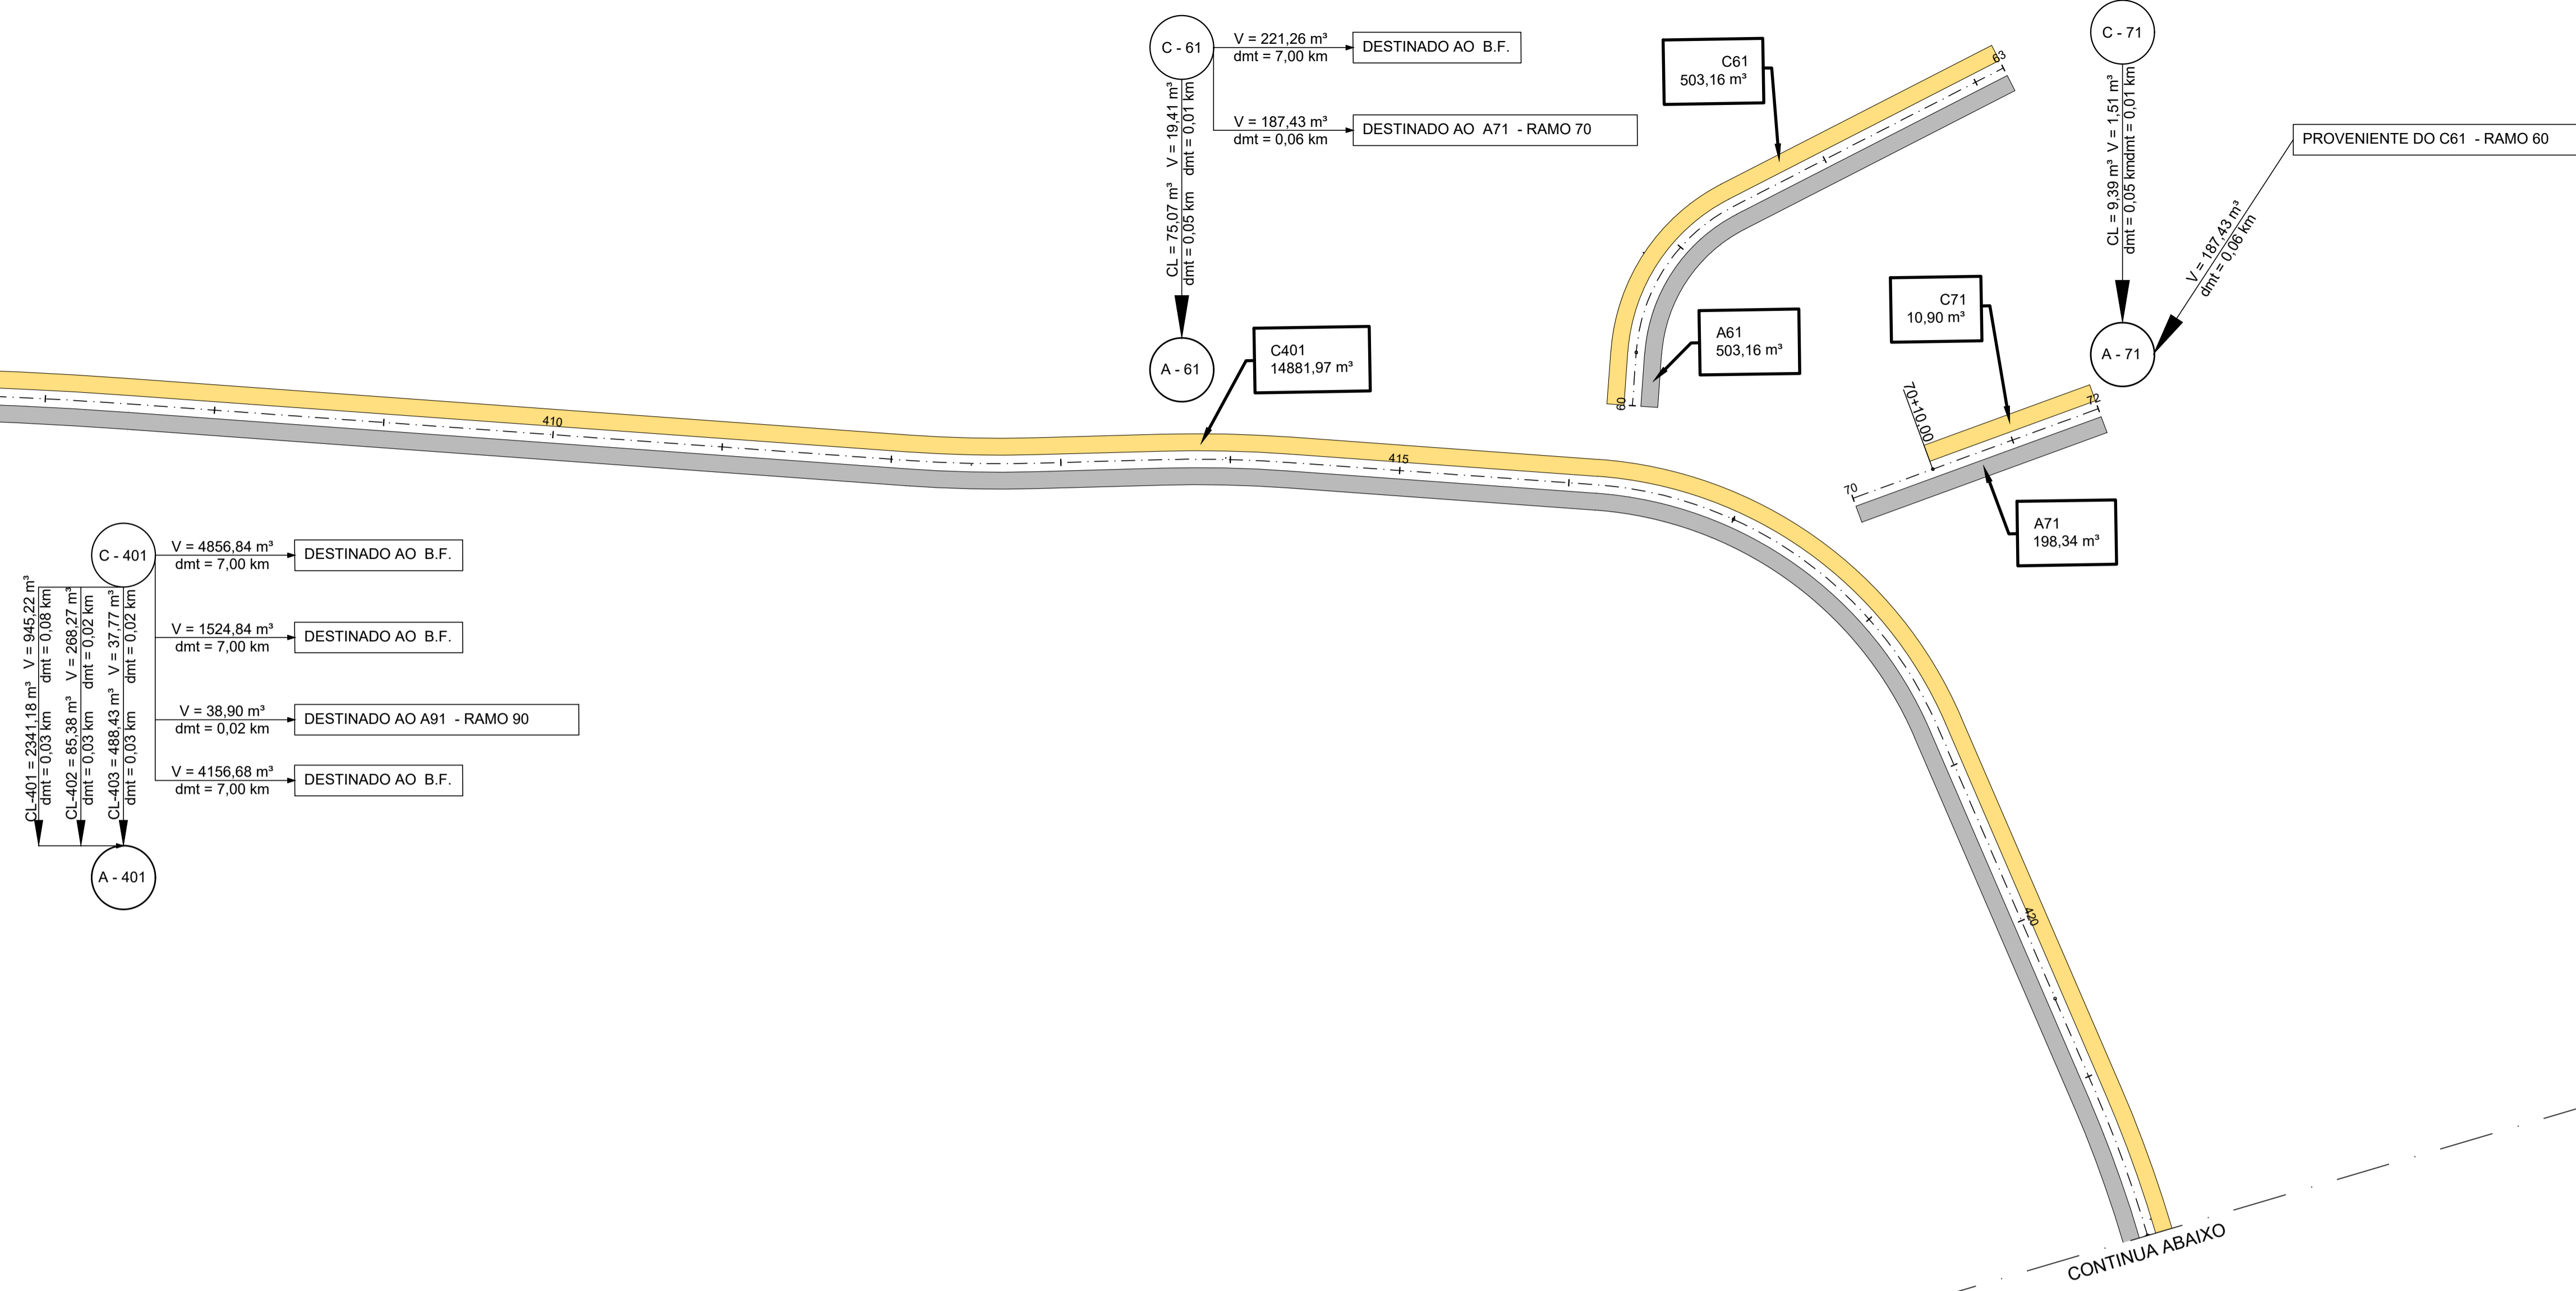 C - 61
V = 221,26 m³
dmt = 7,00 km
DESTINADO AO B.F.
V = 187,43 m³
dmt = 0,06 km
DESTINADO AO A71 - RAMO 70
CL = 75,07 m³ V = 19,41 m³
dmt = 0,05 km dmt = 0,01 km
A - 61
C61
503,16 m³
63
60
A61
503,16 m³
C - 71
CL = 9,39 m³ V = 1,51 m³
dmt = 0,05 kmdmt = 0,01 km
A - 71
PROVENIENTE DO C61 - RAMO 60
V = 187,43 m³
dmt = 0,06 km
C71
10,90 m³
70+10.00
72
70
A71
198,34 m³
C401
14881,97 m³
410
415
420
C - 401
V = 4856,84 m³
dmt = 7,00 km
DESTINADO AO B.F.
V = 1524,84 m³
dmt = 7,00 km
DESTINADO AO B.F.
V = 38,90 m³
dmt = 0,02 km
DESTINADO AO A91 - RAMO 90
V = 4156,68 m³
dmt = 7,00 km
DESTINADO AO B.F.
CL-401 = 2341,18 m³ V = 945,22 m³
dmt = 0,03 km dmt = 0,08 km
CL-402 = 85,38 m³ V = 268,27 m³
dmt = 0,03 km dmt = 0,02 km
CL-403 = 488,43 m³ V = 37,77 m³
dmt = 0,03 km dmt = 0,02 km
A - 401
CONTINUA ABAIXO